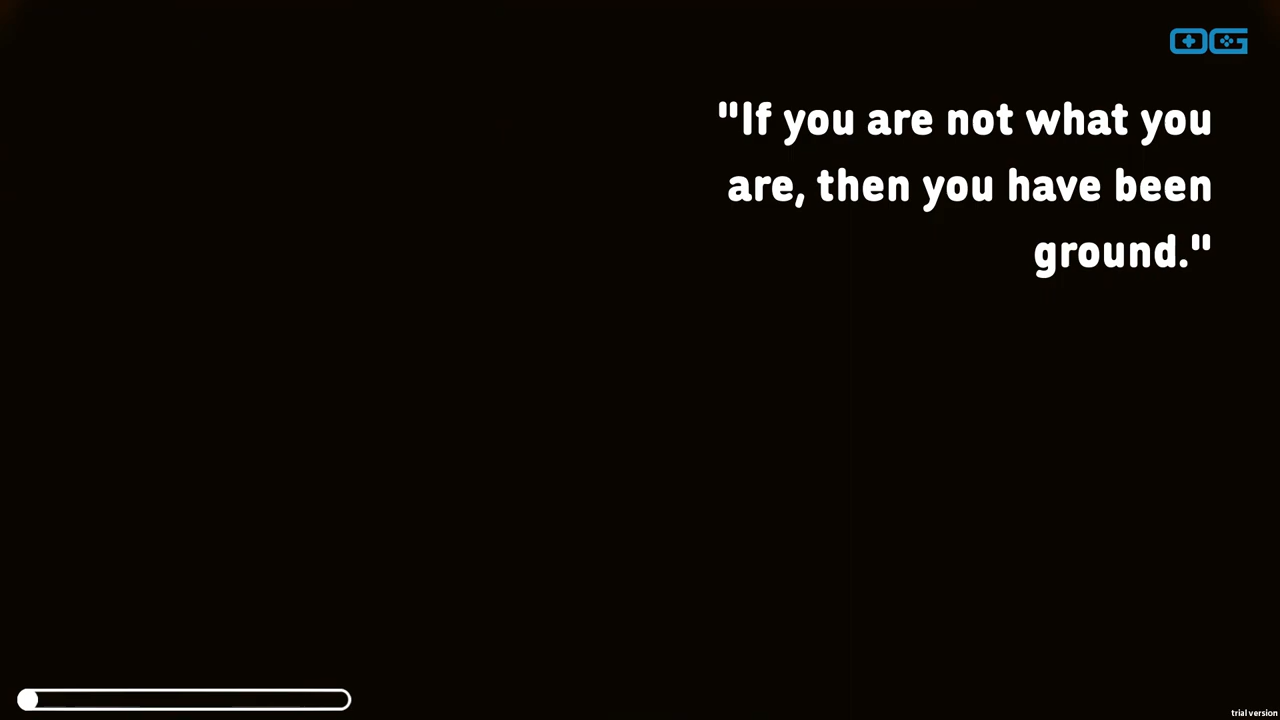 OG
"If you are not what you
are, then you have been
ground."
trial version